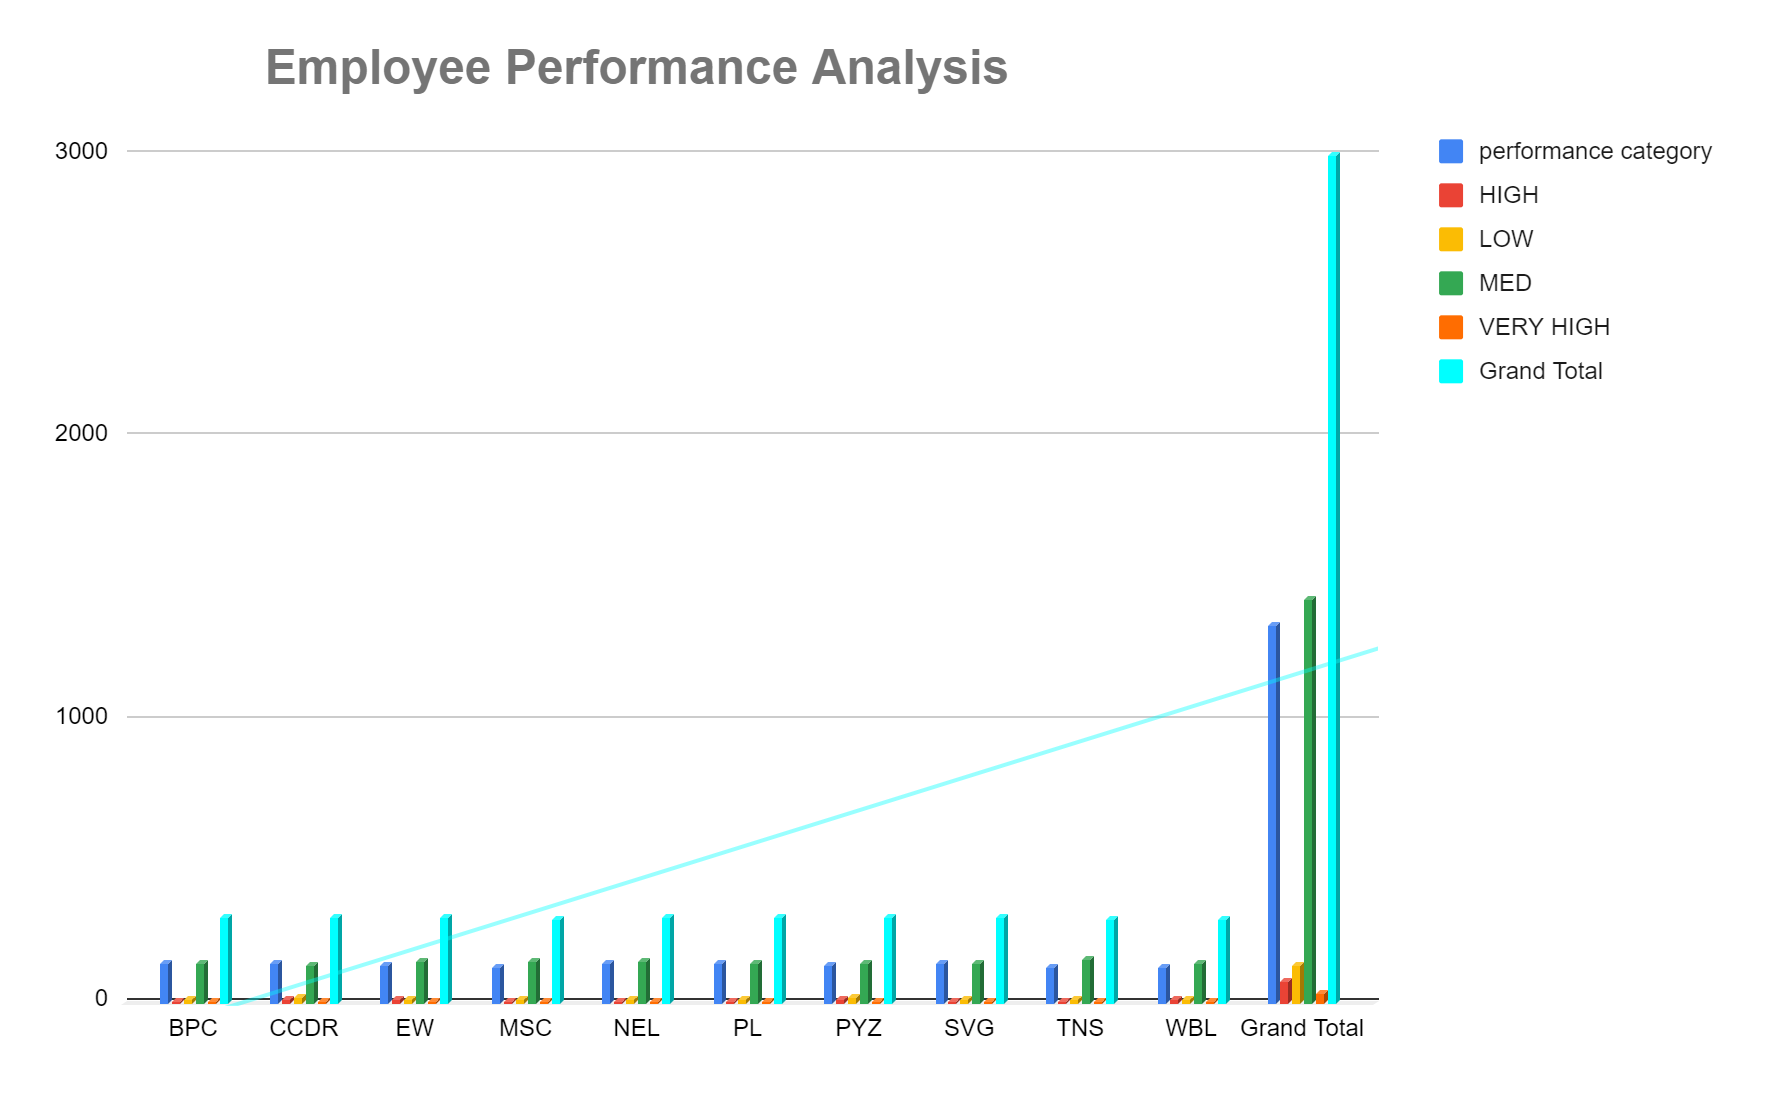 Employee Performance Analysis
3000
2000
1000
0
BPC CCDR EW MSC NEL PL PYZ SVG TNS WBL Grand Total
performance category
HIGH
LOW
MED
VERY HIGH
Grand Total